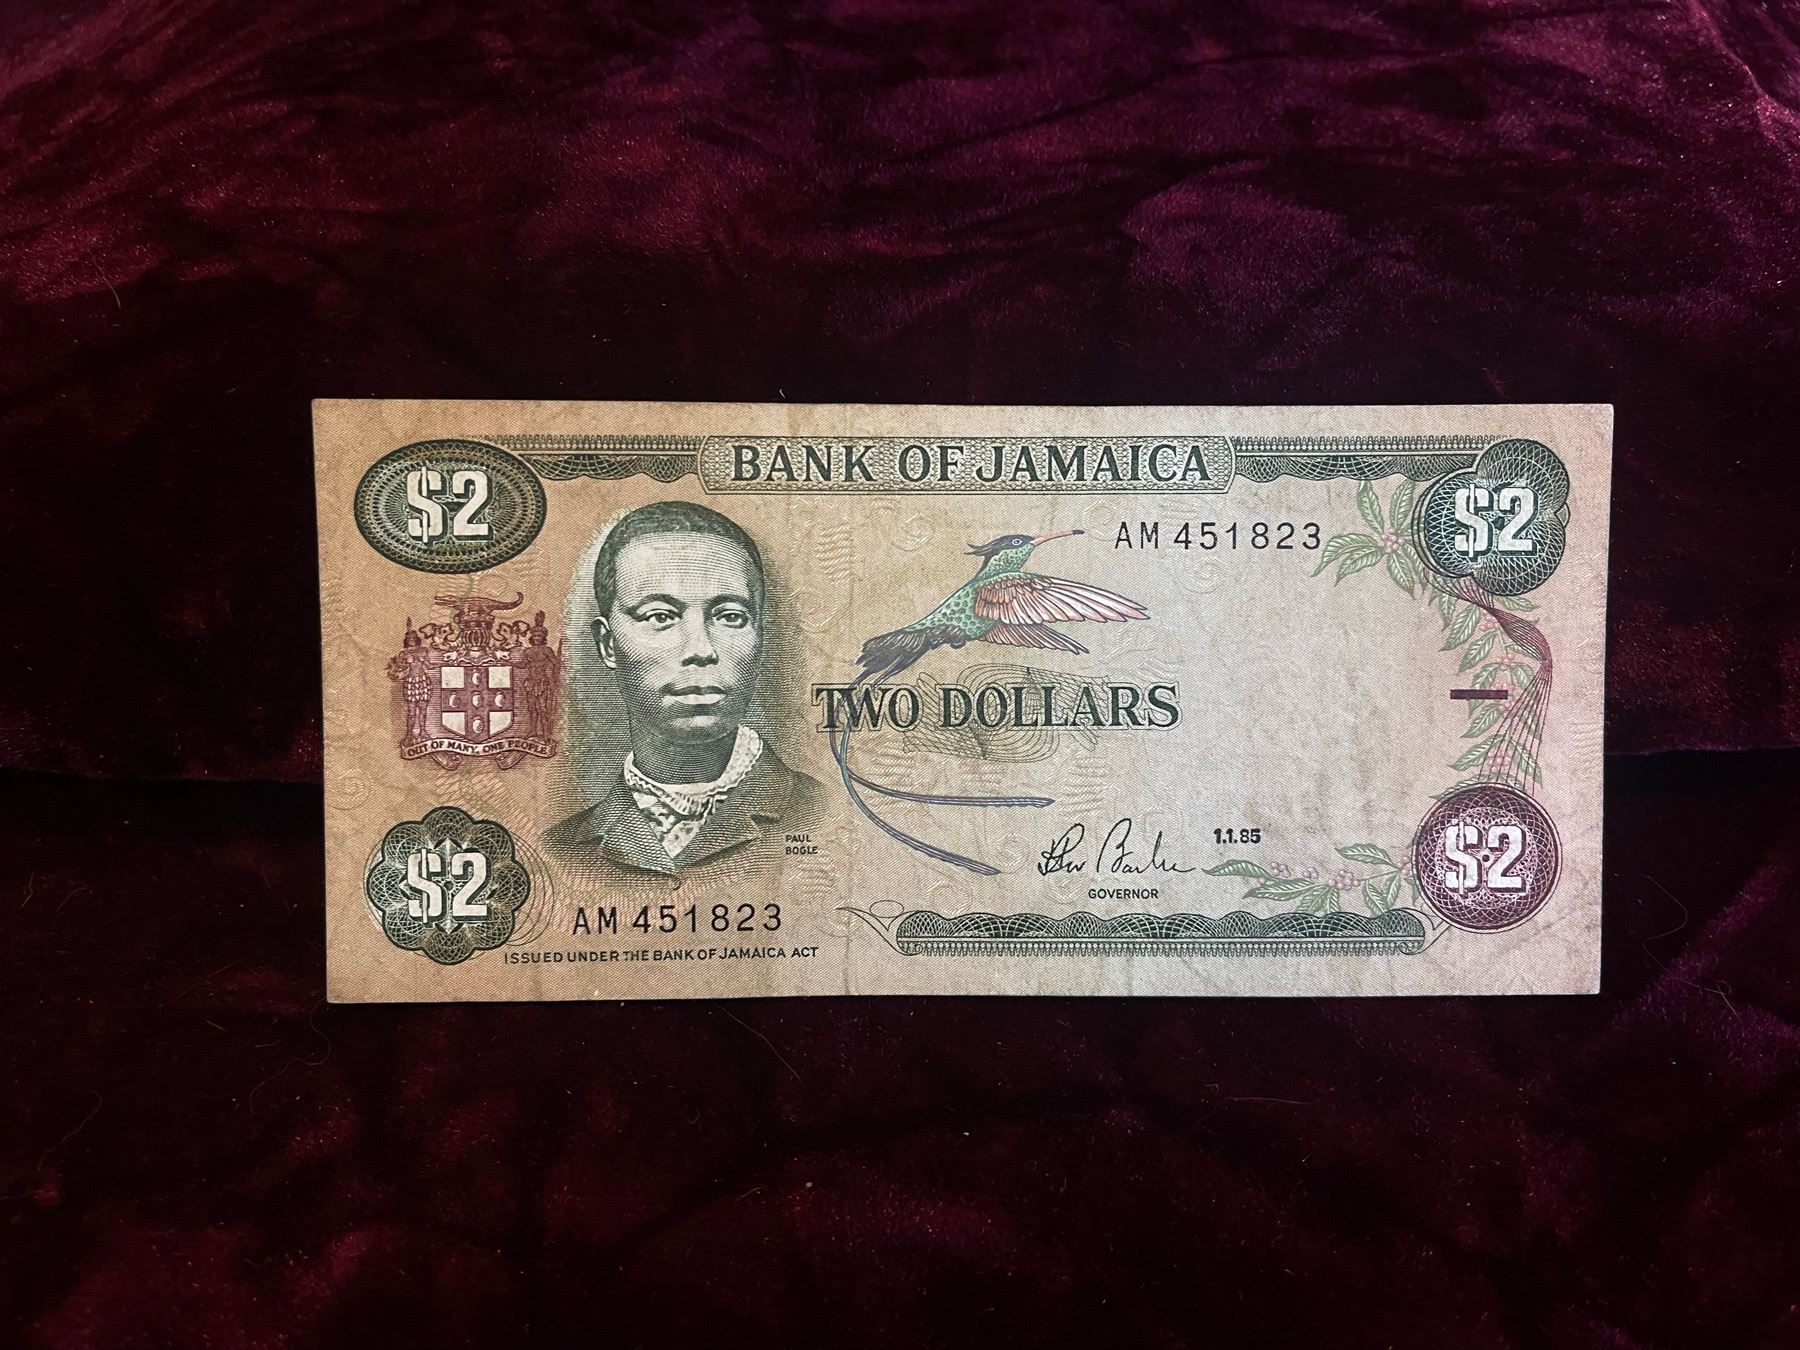 BANK OF JAMAICA
$2
$2
AM 451823
OUT OF MANY, ONE PEOPLE
TWO DOLLARS
PAUL
BOGLE
1.1.85
GOVERNOR
$2
$2
AM 451823
ISSUED UNDER THE BANK OF JAMAICA ACT